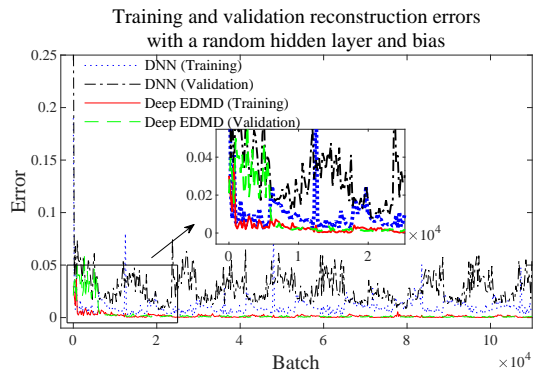 Training and validation reconstruction errors
with a random hidden layer and bias
0.25
0.2
0.15
0.1
0.05
0
Error
DNN (Training)
DNN (Validation)
Deep EDMD (Training)
Deep EDMD (Validation)
0.04
0.02
0
0 1 2
×10⁴
0 2 4 6 8 10
Batch
×10⁴